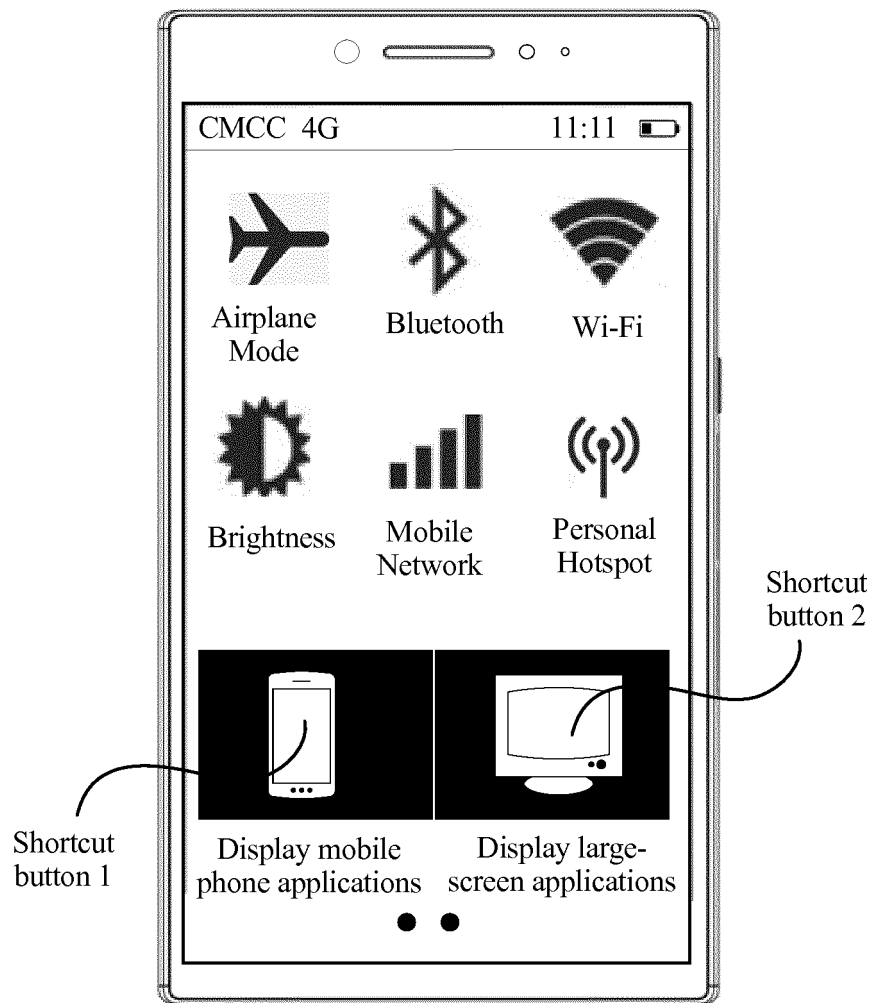 CMCC 4G 11:11
Airplane
Mode
Bluetooth
Wi-Fi
Brightness
Mobile
Network
Personal
Hotspot
Shortcut
button 2
Shortcut
button 1
Display mobile
phone applications
Display large-
screen applications